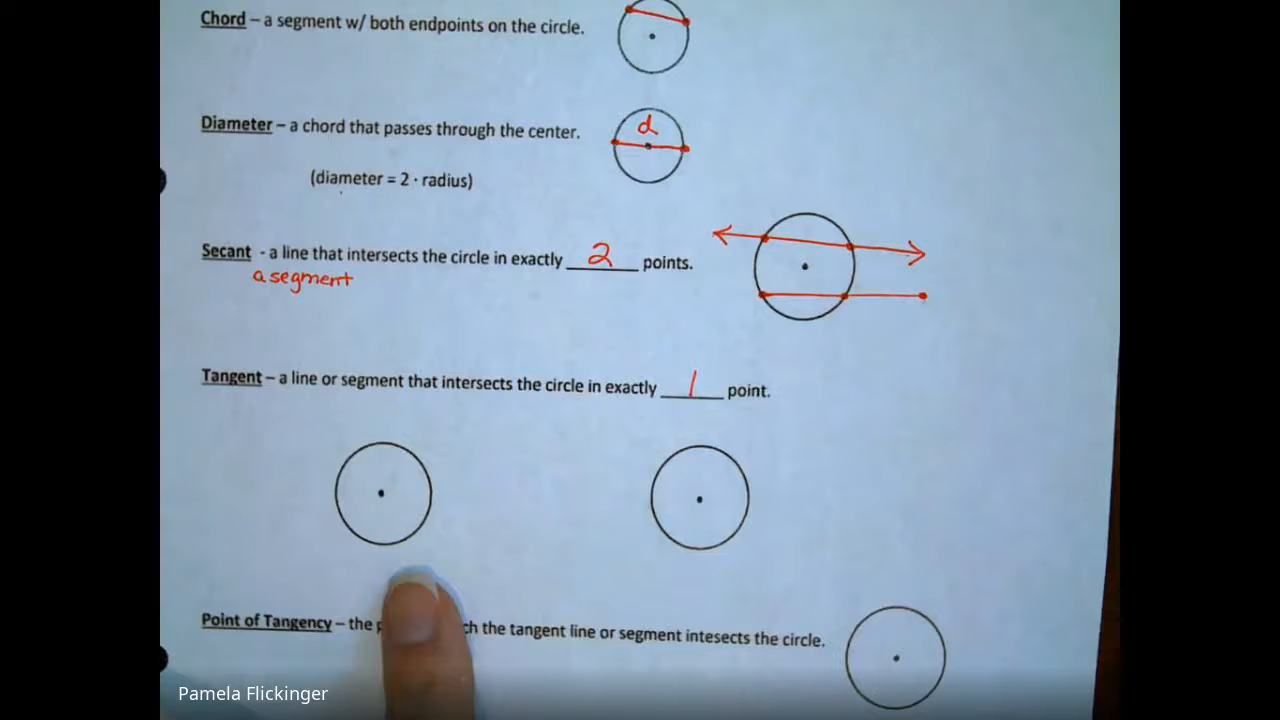 Chord – a segment w/ both endpoints on the circle.
Diameter – a chord that passes through the center.
d
(diameter = 2 · radius)
Secant - a line that intersects the circle in exactly 2 points.
a segment
Tangent – a line or segment that intersects the circle in exactly 1 point.
Point of Tangency – the the tangent line or segment intesects the circle.
Pamela Flickinger